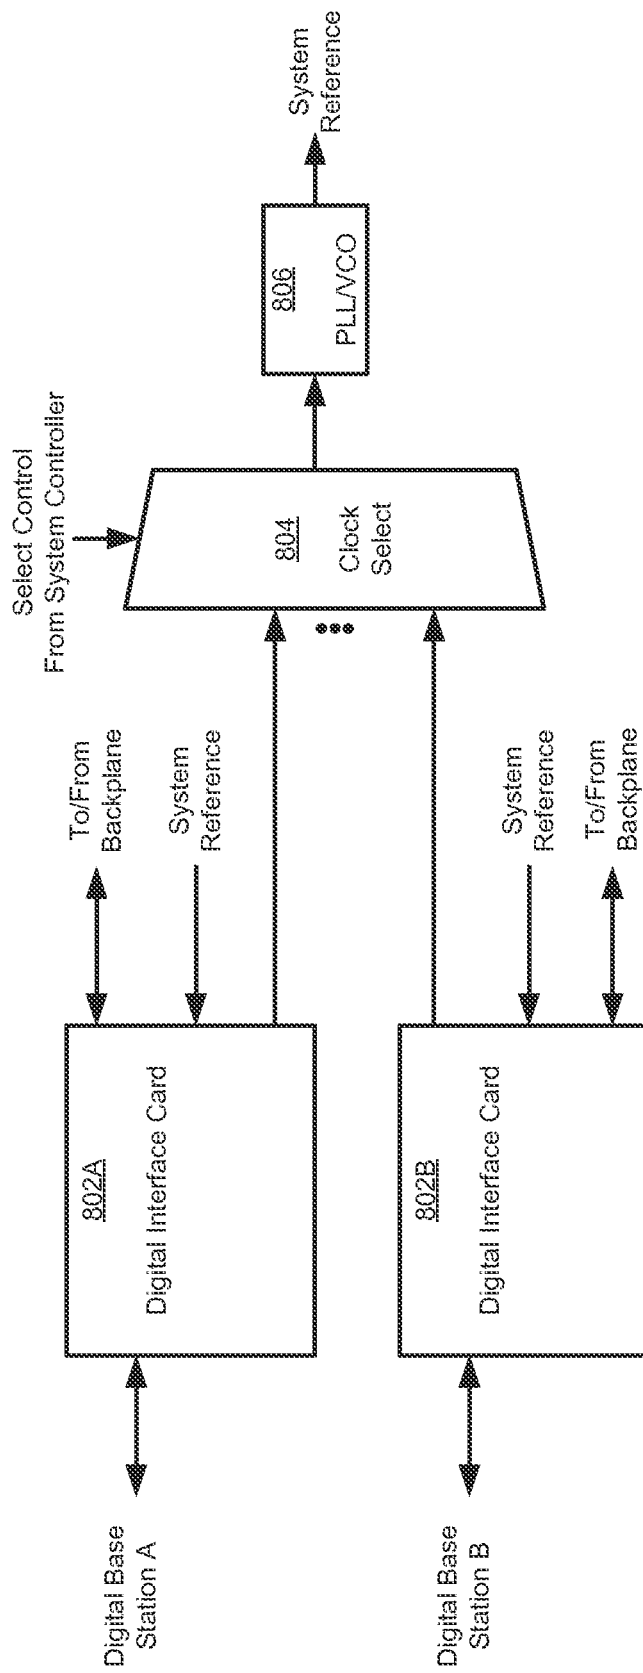 Digital Base
Station A
802A
Digital Interface Card
To/From
Backplane
System
Reference
Select Control
From System Controller
804
Clock
Select
806
PLL/VCO
System
Reference
Digital Base
Station B
802B
Digital Interface Card
System
Reference
To/From
Backplane